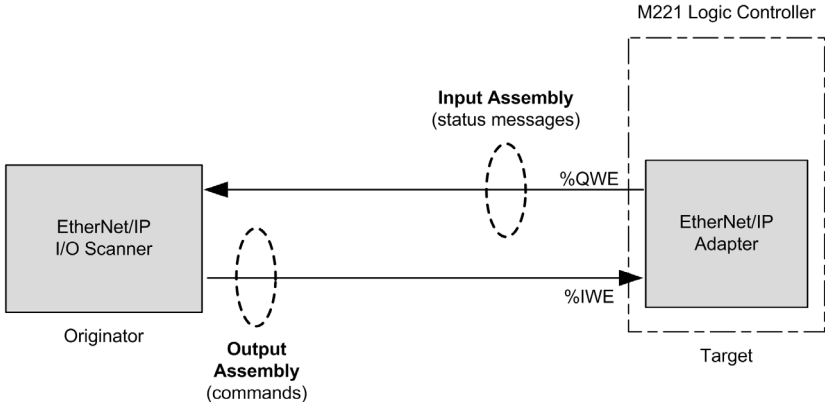 M221 Logic Controller
Input Assembly
(status messages)
%QWE
EtherNet/IP
I/O Scanner
EtherNet/IP
Adapter
%IWE
Originator
Output
Assembly
(commands)
Target